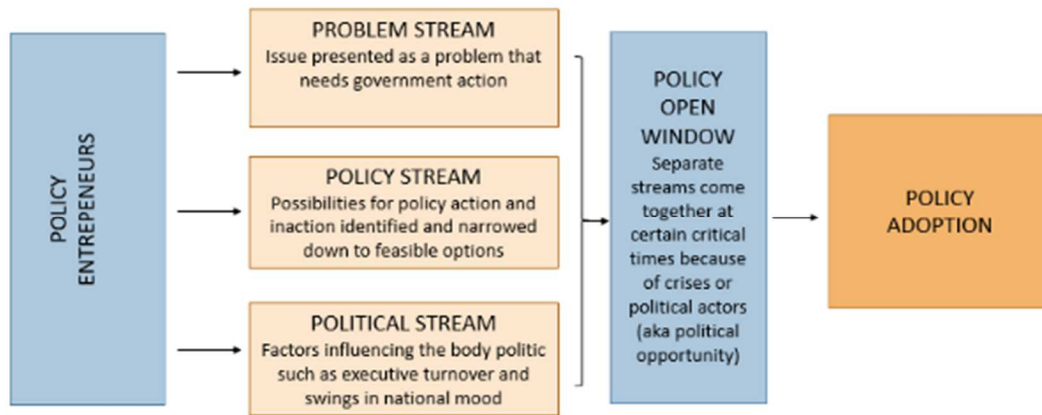 POLICY
ENTREPENEURS
PROBLEM STREAM
Issue presented as a problem that
needs government action
POLICY STREAM
Possibilities for policy action and
inaction identified and narrowed
down to feasible options
POLITICAL STREAM
Factors influencing the body politic
such as executive turnover and
swings in national mood
POLICY
OPEN
WINDOW
Separate
streams come
together at
certain critical
times because
of crises or
political actors
(aka political
opportunity)
POLICY
ADOPTION